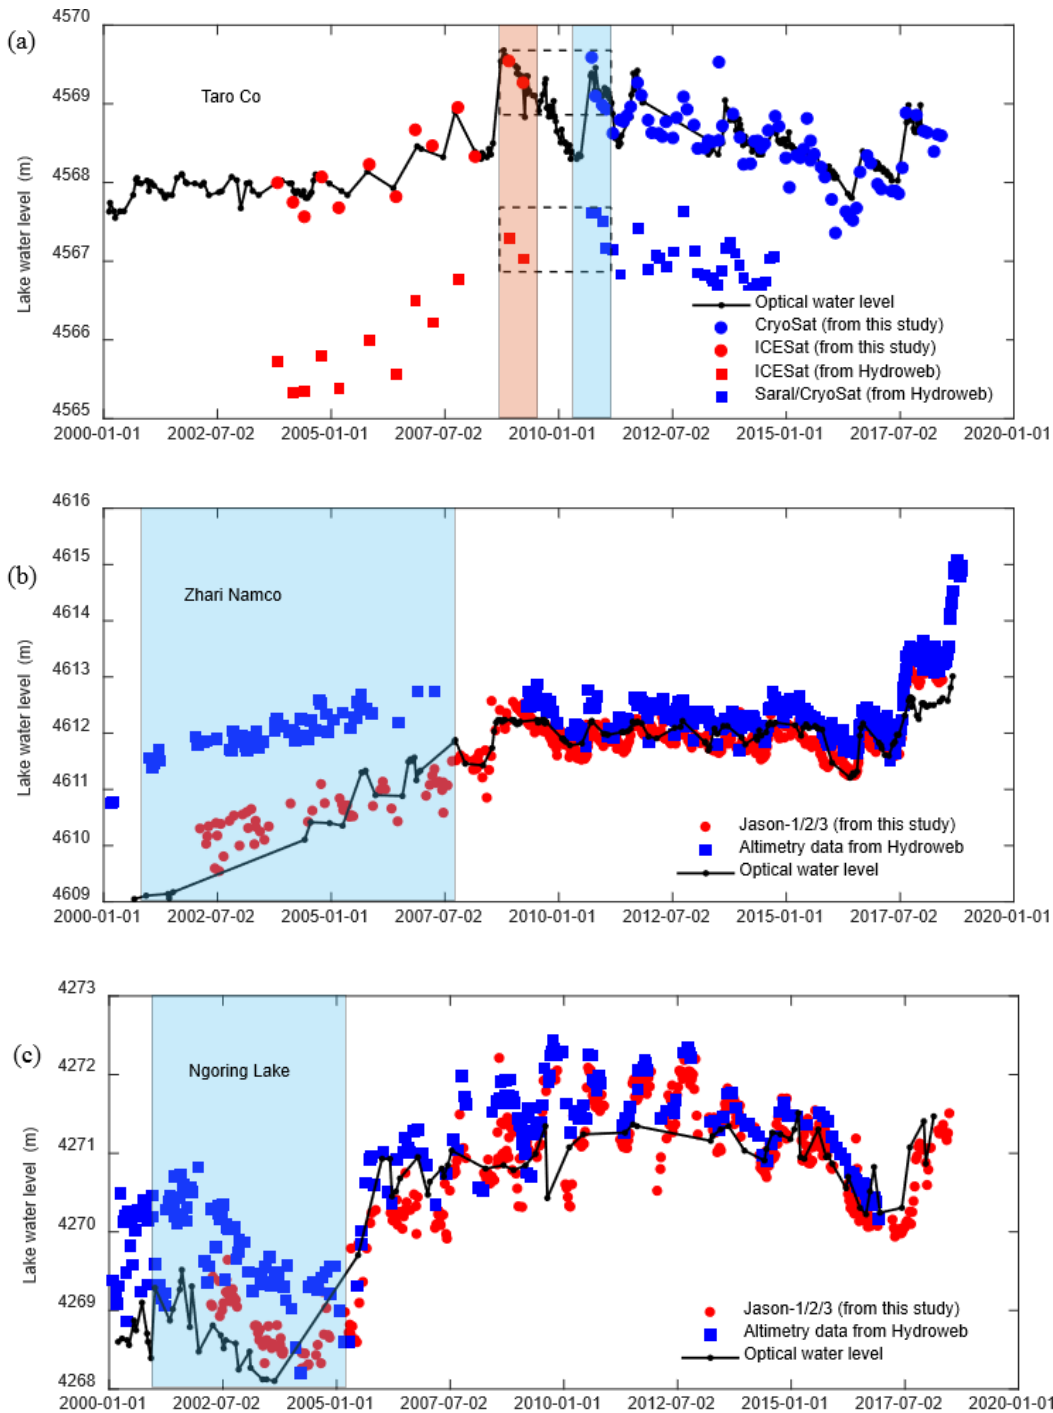 (a)
4570
4569
4568
4567
4566
4565
Lake water level (m)
Taro Co
Optical water level
CryoSat (from this study)
ICESat (from this study)
ICESat (from Hydroweb)
Saral/CryoSat (from Hydroweb)
2000-01-01 2002-07-02 2005-01-01 2007-07-02 2010-01-01 2012-07-02 2015-01-01 2017-07-02 2020-01-01
(b)
4616
4615
4614
4613
4612
4611
4610
4609
Lake water level (m)
Zhari Namco
Jason-1/2/3 (from this study)
Altimetry data from Hydroweb
Optical water level
2000-01-01 2002-07-02 2005-01-01 2007-07-02 2010-01-01 2012-07-02 2015-01-01 2017-07-02 2020-01-01
(c)
4273
4272
4271
4270
4269
4268
Lake water level (m)
Ngoring Lake
Jason-1/2/3 (from this study)
Altimetry data from Hydroweb
Optical water level
2000-01-01 2002-07-02 2005-01-01 2007-07-02 2010-01-01 2012-07-02 2015-01-01 2017-07-02 2020-01-01